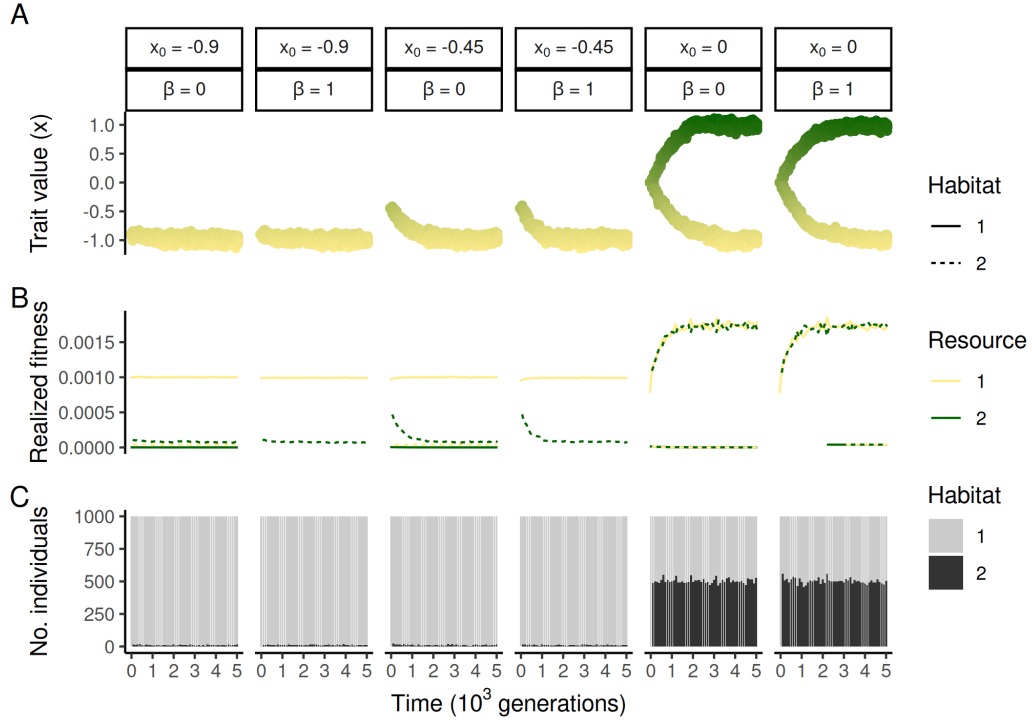 A
x0 = -0.9 x0 = -0.9 x0 = -0.45 x0 = -0.45 x0 = 0 x0 = 0
β = 0 β = 1 β = 0 β = 1 β = 0 β = 1
Trait value (x)
1.0
0.5
0.0
-0.5
-1.0
Habitat
1
2
B
Realized fitness
0.0015
0.0010
0.0005
0.0000
Resource
1
2
C
No. individuals
1000
750
500
250
0
Habitat
1
2
0 1 2 3 4 5 0 1 2 3 4 5 0 1 2 3 4 5 0 1 2 3 4 5 0 1 2 3 4 5 0 1 2 3 4 5
Time (10³ generations)